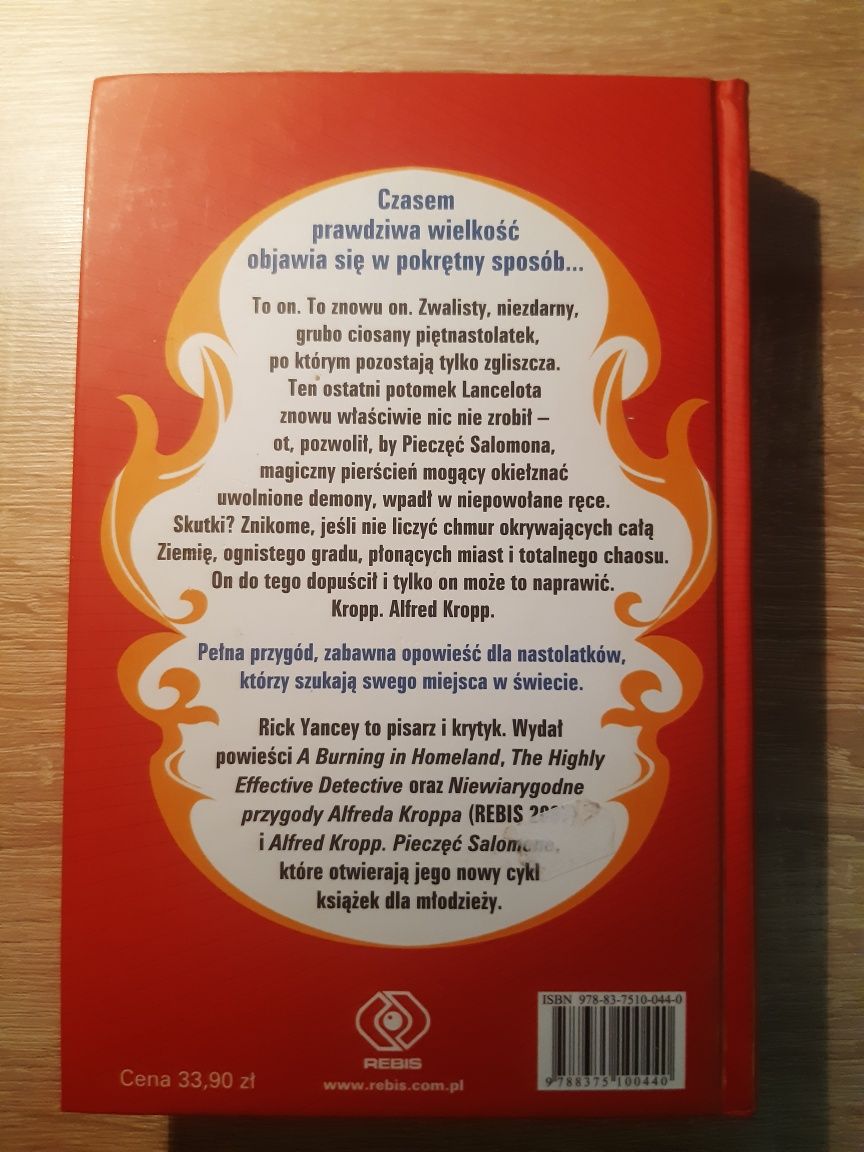 Czasem
prawdziwa wielkość
objawia się w pokrętny sposób...
To on. To znowu on. Zwalisty, niezdarny,
grubo ciosany piętnastolatek,
po którym pozostają tylko zgliszcza.
Ten ostatni potomek Lancelota
znowu właściwie nic nie zrobił –
ot, pozwolił, by Pieczęć Salomona,
magiczny pierścień mogący okiełznać
uwolnione demony, wpadł w niepowołane ręce.
Skutki? Znikome, jeśli nie liczyć chmur okrywających całą
Ziemię, ognistego gradu, płonących miast i totalnego chaosu.
On do tego dopuścił i tylko on może to naprawić.
Kropp. Alfred Kropp.
Pełna przygód, zabawna opowieść dla nastolatków,
którzy szukają swego miejsca w świecie.
Rick Yancey to pisarz i krytyk. Wydał
powieści A Burning in Homeland, The Highly
Effective Detective oraz Niewiarygodne
przygody Alfreda Kroppa (REBIS
i Alfred Kropp. Pieczęć Salomona,
które otwierają jego nowy cykl
książek dla młodzieży.
ISBN 978-83-7510-044-0
9 788375 100440
REBIS
www.rebis.com.pl
Cena 33,90 zł